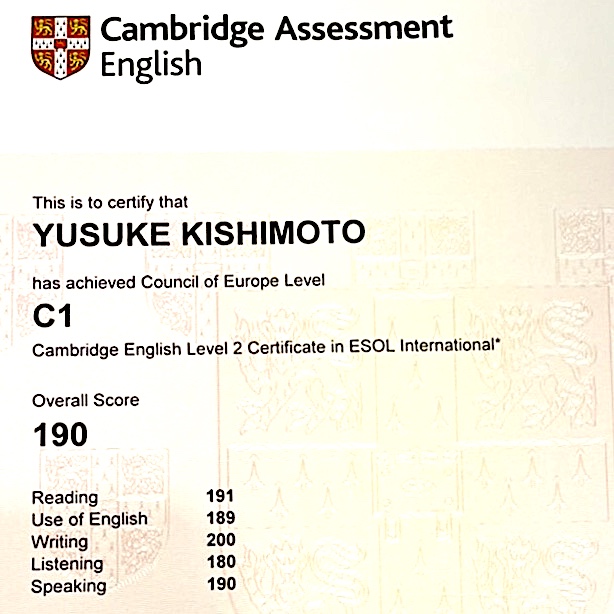 Cambridge Assessment
English
This is to certify that
YUSUKE KISHIMOTO
has achieved Council of Europe Level
C1
Cambridge English Level 2 Certificate in ESOL International*
Overall Score
190
Reading 191
Use of English 189
Writing 200
Listening 180
Speaking 190